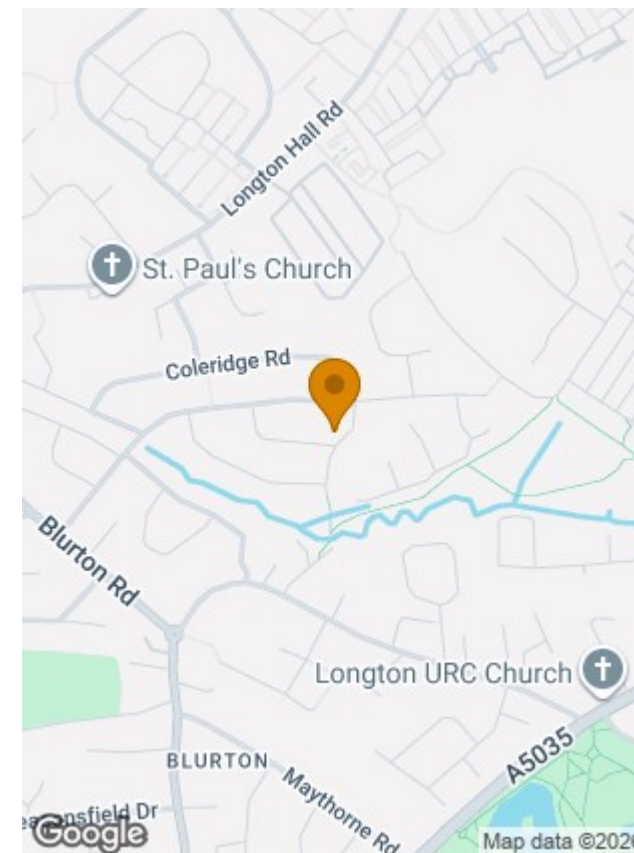 Longton Hall Rd
St. Paul's Church
Coleridge Rd
Blurton Rd
Longton URC Church
A5035
BLURTON
Maythorne Rd
Dr
Google
Map data ©202